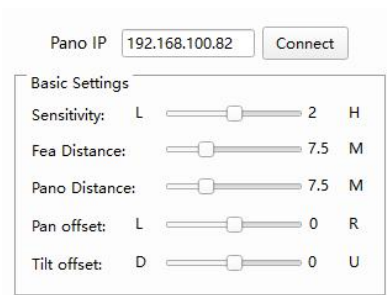 Pano IP 192.168.100.82 Connect
Basic Settings
Sensitivity: L 2 H
Fea Distance: 7.5 M
Pano Distance: 7.5 M
Pan offset: L 0 R
Tilt offset: D 0 U